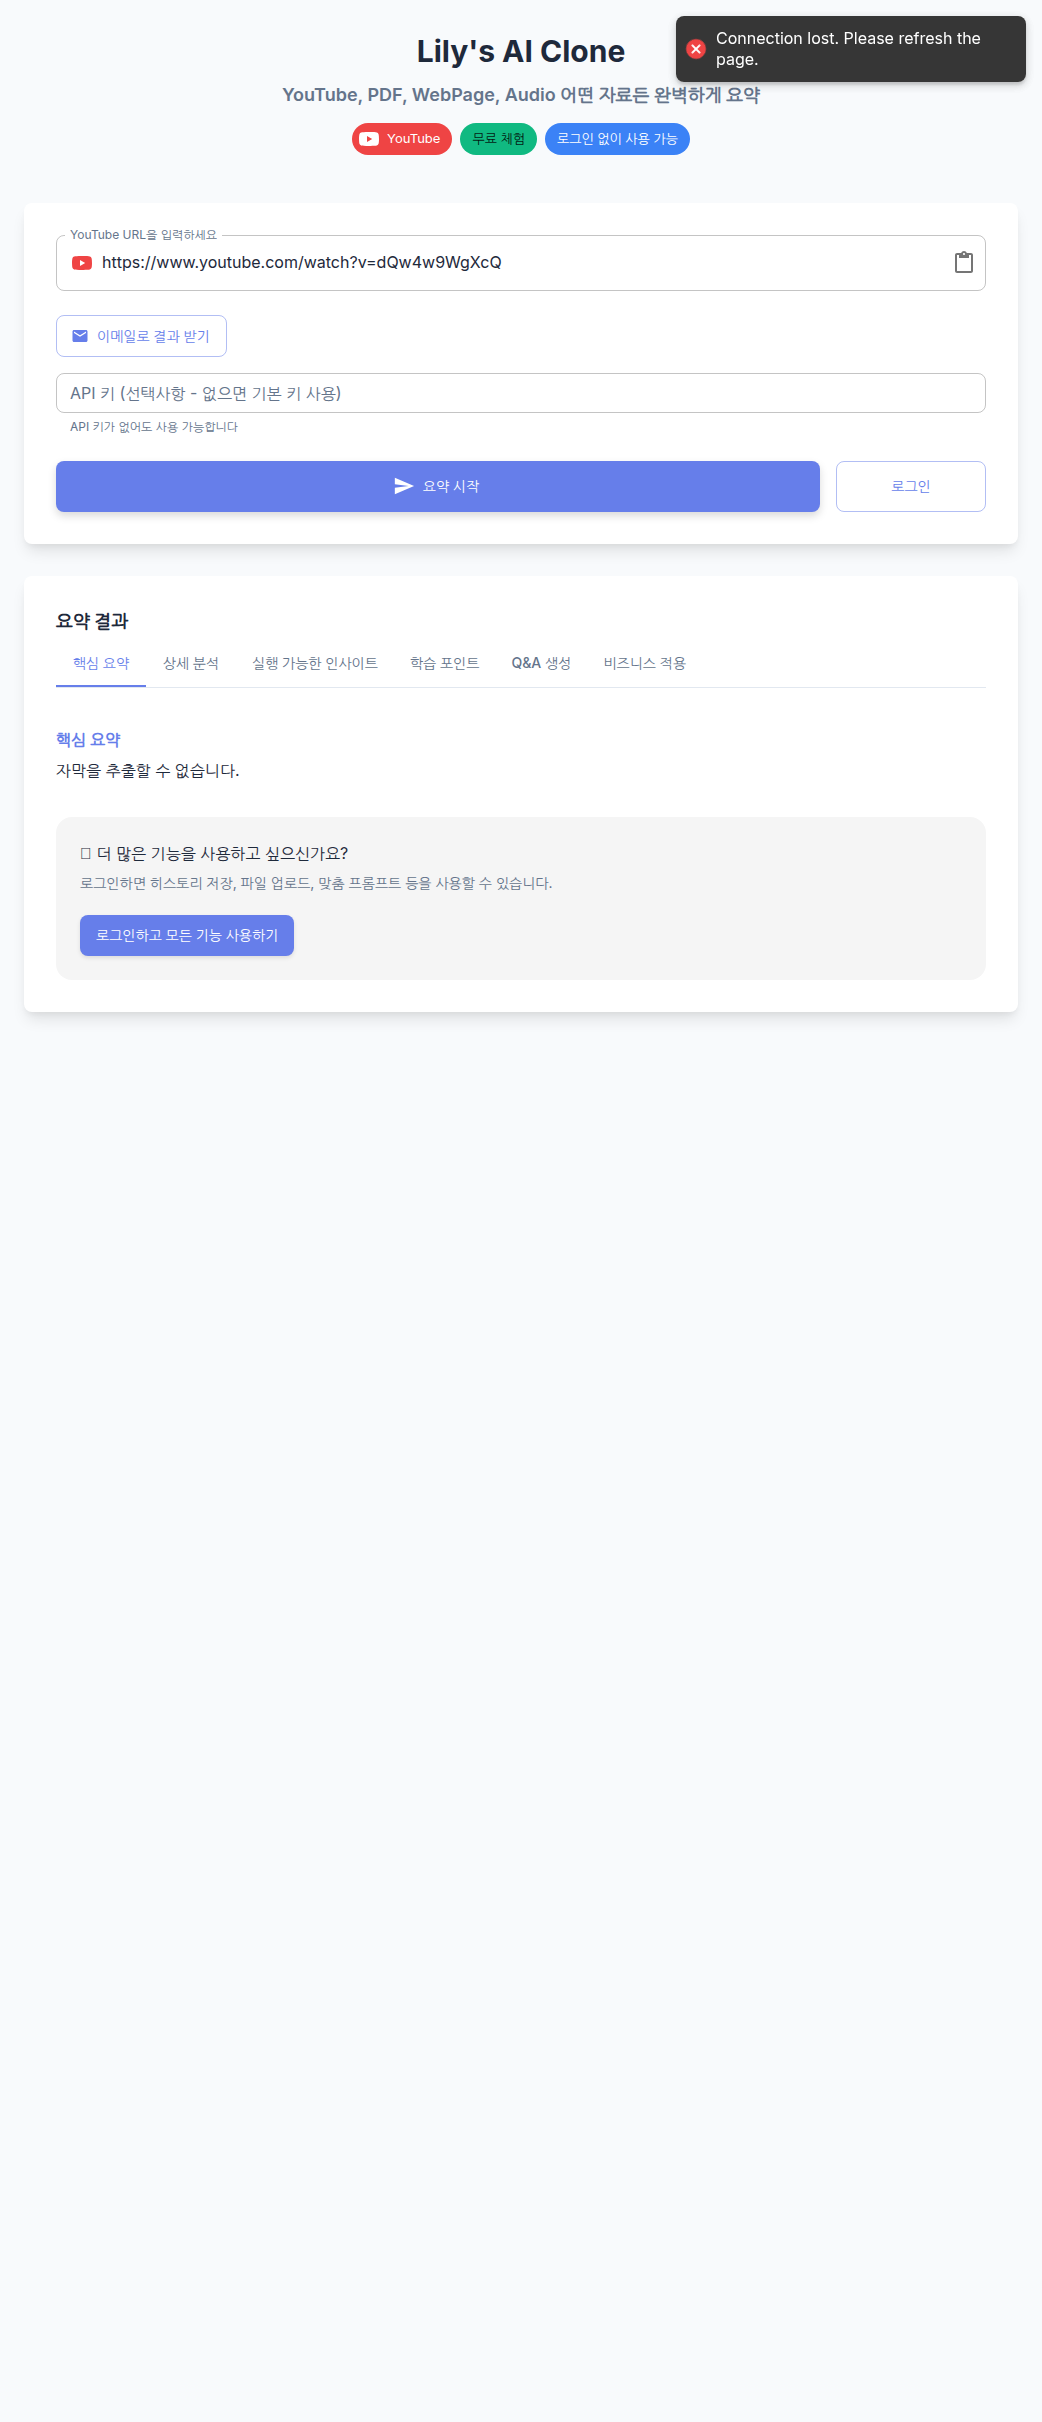 Lily's AI Clone
Connection lost. Please refresh the
page.
YouTube, PDF, WebPage, Audio 어떤 자료든 완벽하게 요약
YouTube
무료 체험
로그인 없이 사용 가능
YouTube URL을 입력하세요
https://www.youtube.com/watch?v=dQw4w9WgXcQ
이메일로 결과 받기
API 키 (선택사항 - 없으면 기본 키 사용)
API 키가 없어도 사용 가능합니다
요약 시작
로그인
요약 결과
핵심 요약
상세 분석
실행 가능한 인사이트
학습 포인트
Q&A 생성
비즈니스 적용
핵심 요약
자막을 추출할 수 없습니다.
더 많은 기능을 사용하고 싶으신가요?
로그인하면 히스토리 저장, 파일 업로드, 맞춤 프롬프트 등을 사용할 수 있습니다.
로그인하고 모든 기능 사용하기